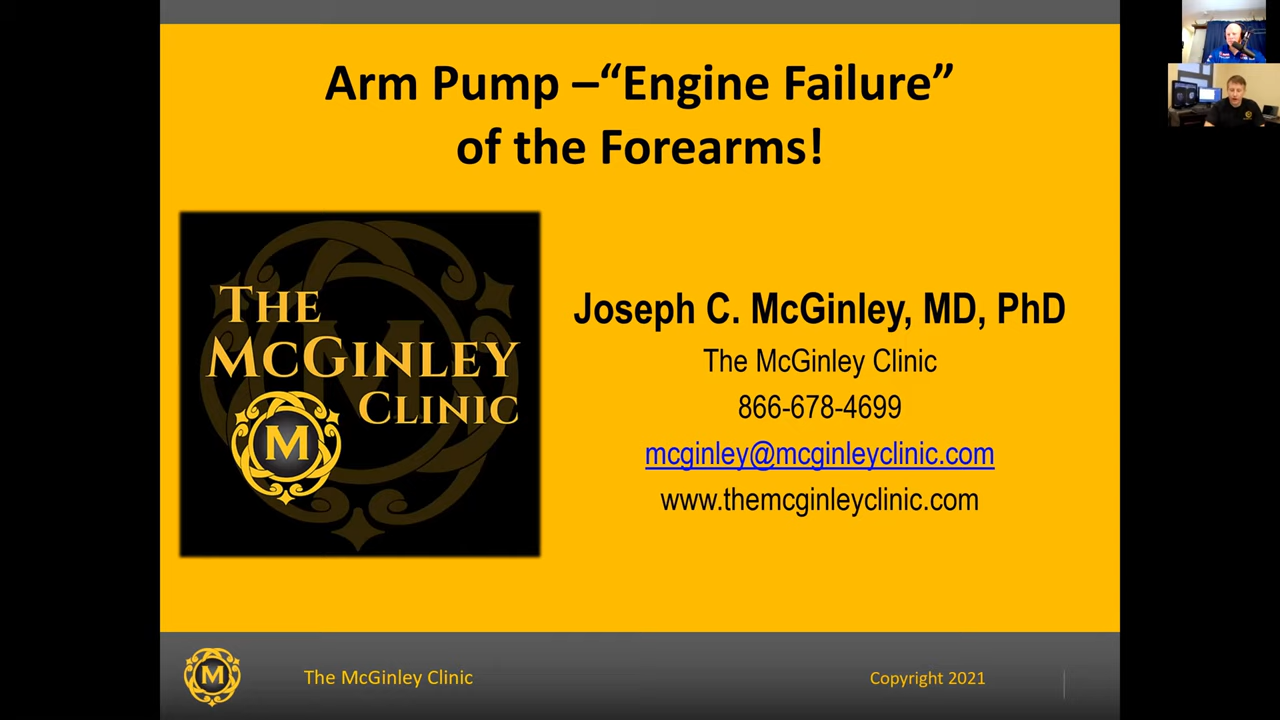 Arm Pump –“Engine Failure”
of the Forearms!
THE
MCGINLEY
CLINIC
M
Joseph C. McGinley, MD, PhD
The McGinley Clinic
866-678-4699
mcginley@mcginleyclinic.com
www.themcginleyclinic.com
M
The McGinley Clinic
Copyright 2021